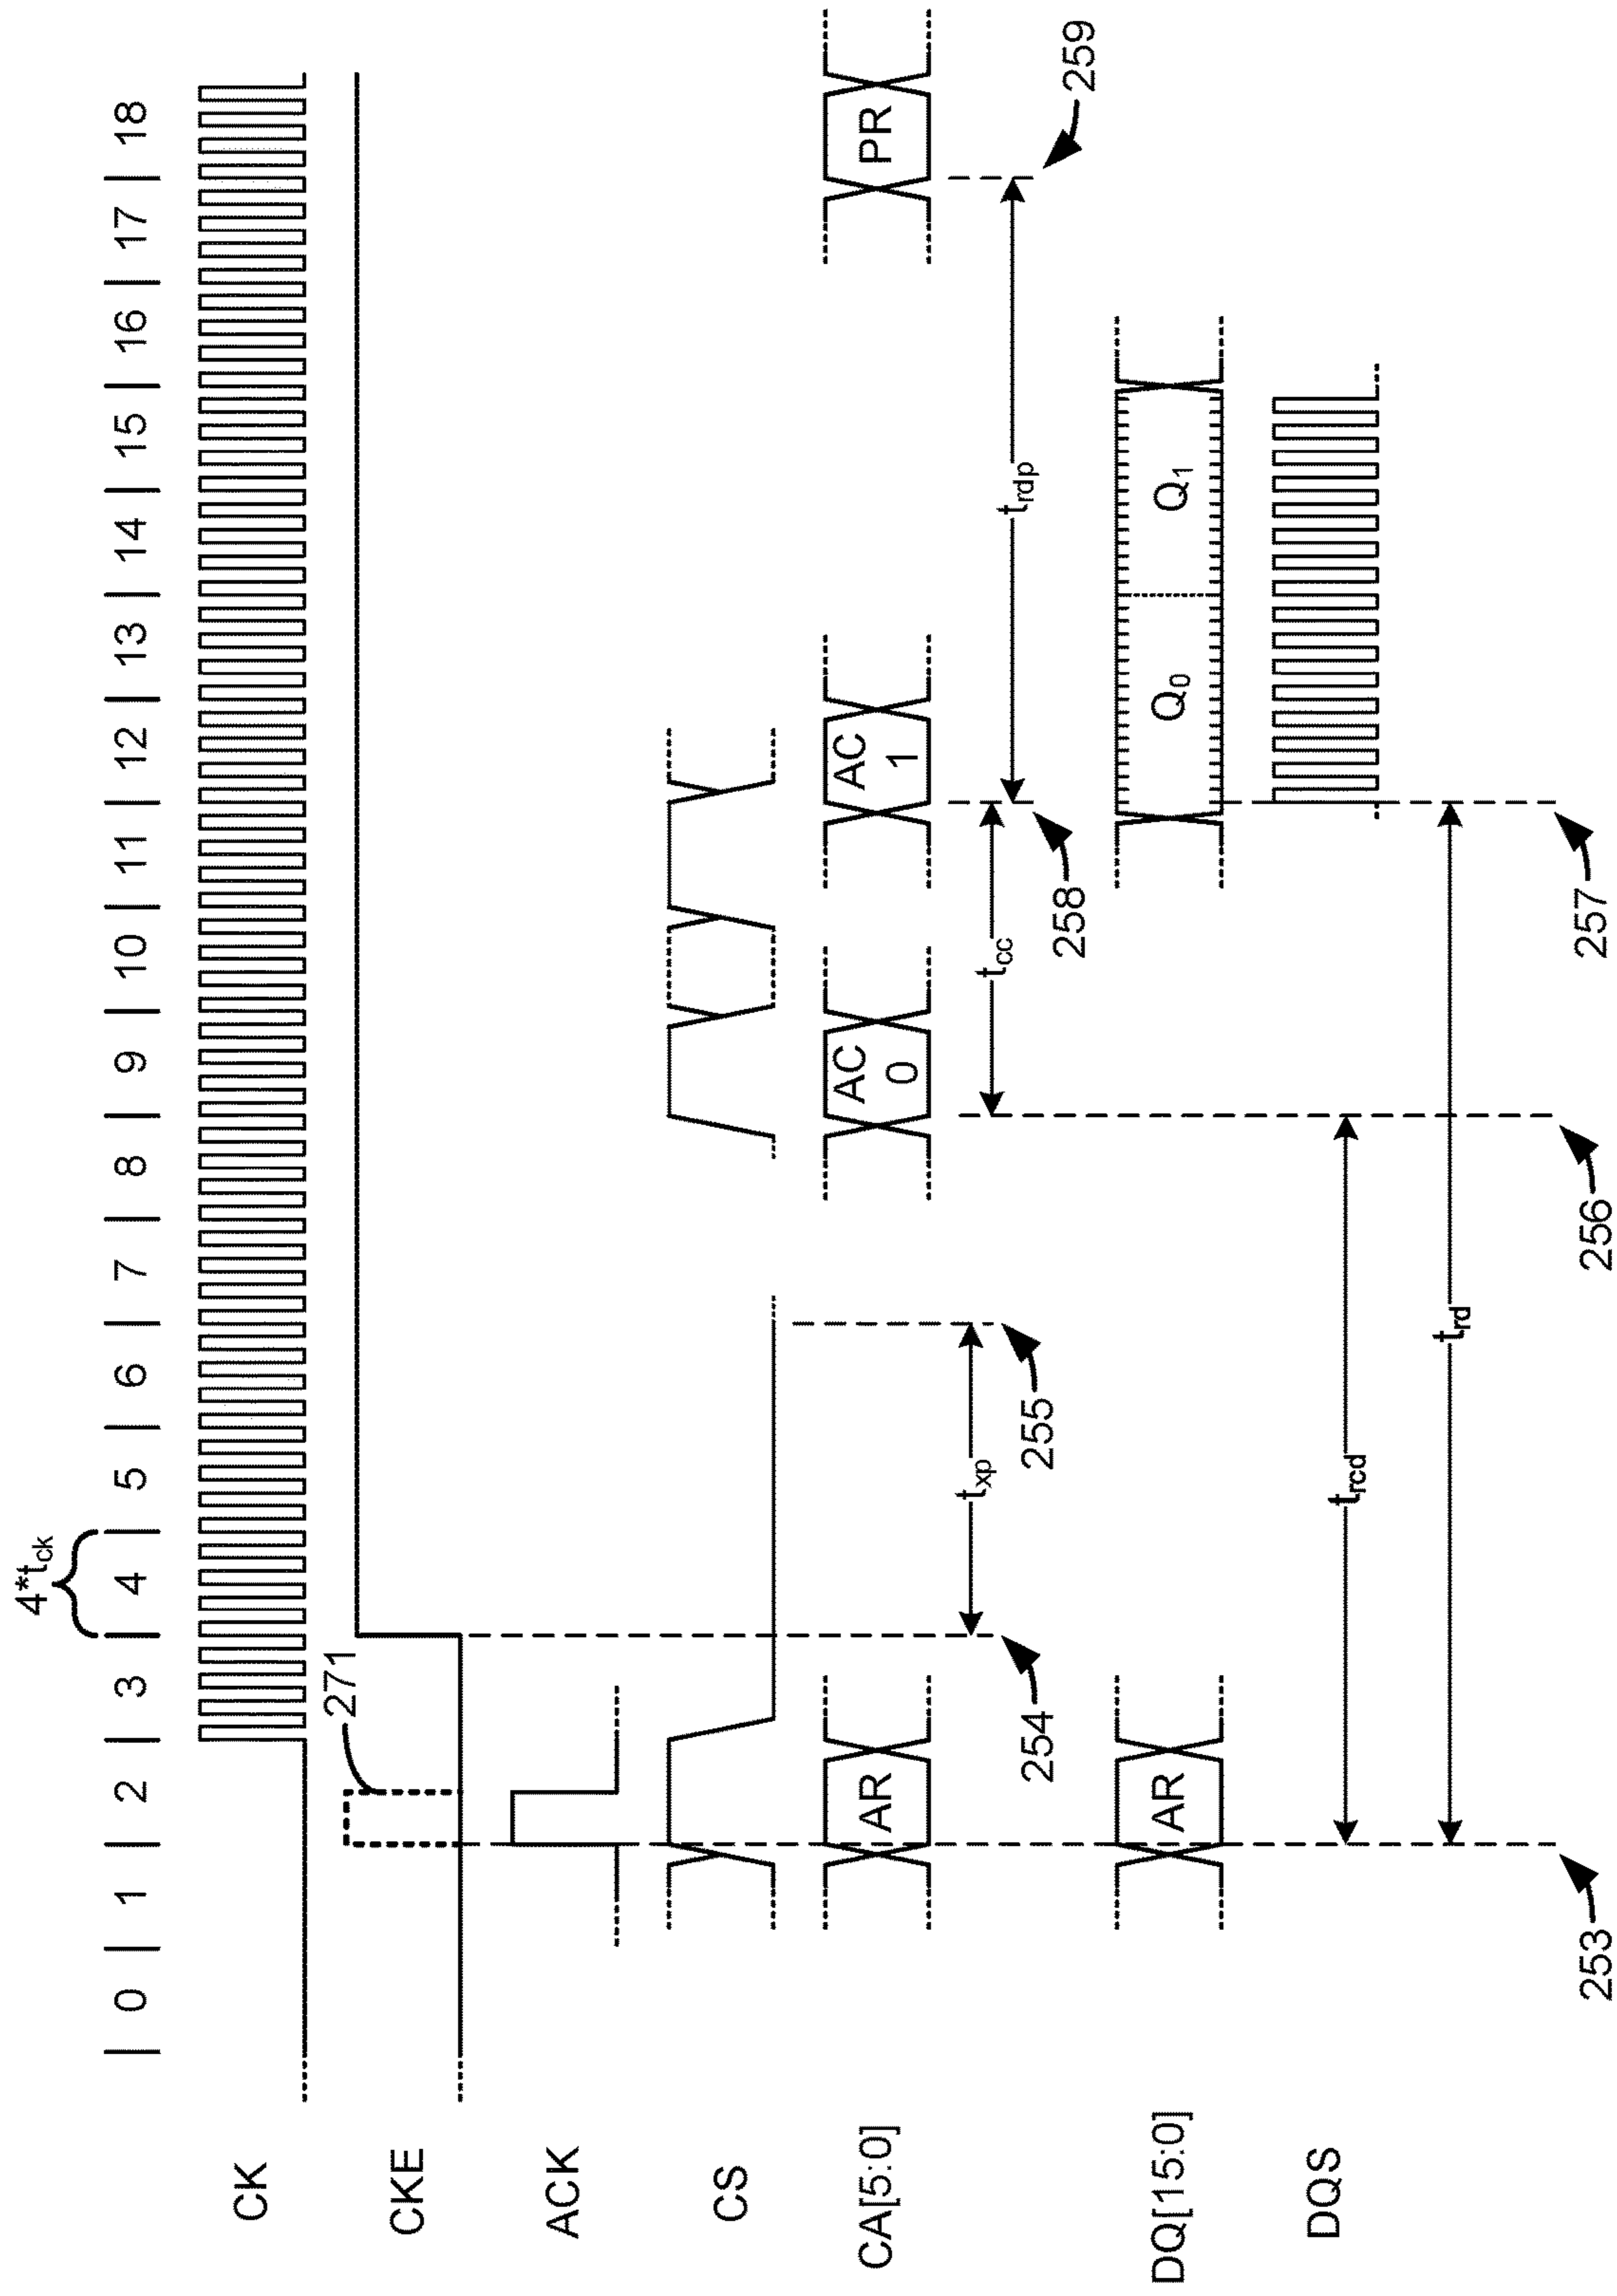 4*tck
0 1 2 3 4 5 6 7 8 9 10 11 12 13 14 15 16 17 18
CK
CKE
271
ACK
CS
CA[5:0]
AR
AC
0
AC
1
PR
txp
tcc
trdp
254
255
258
259
DQ[15:0]
AR
Q0
Q1
DQS
trcd
trd
253
256
257